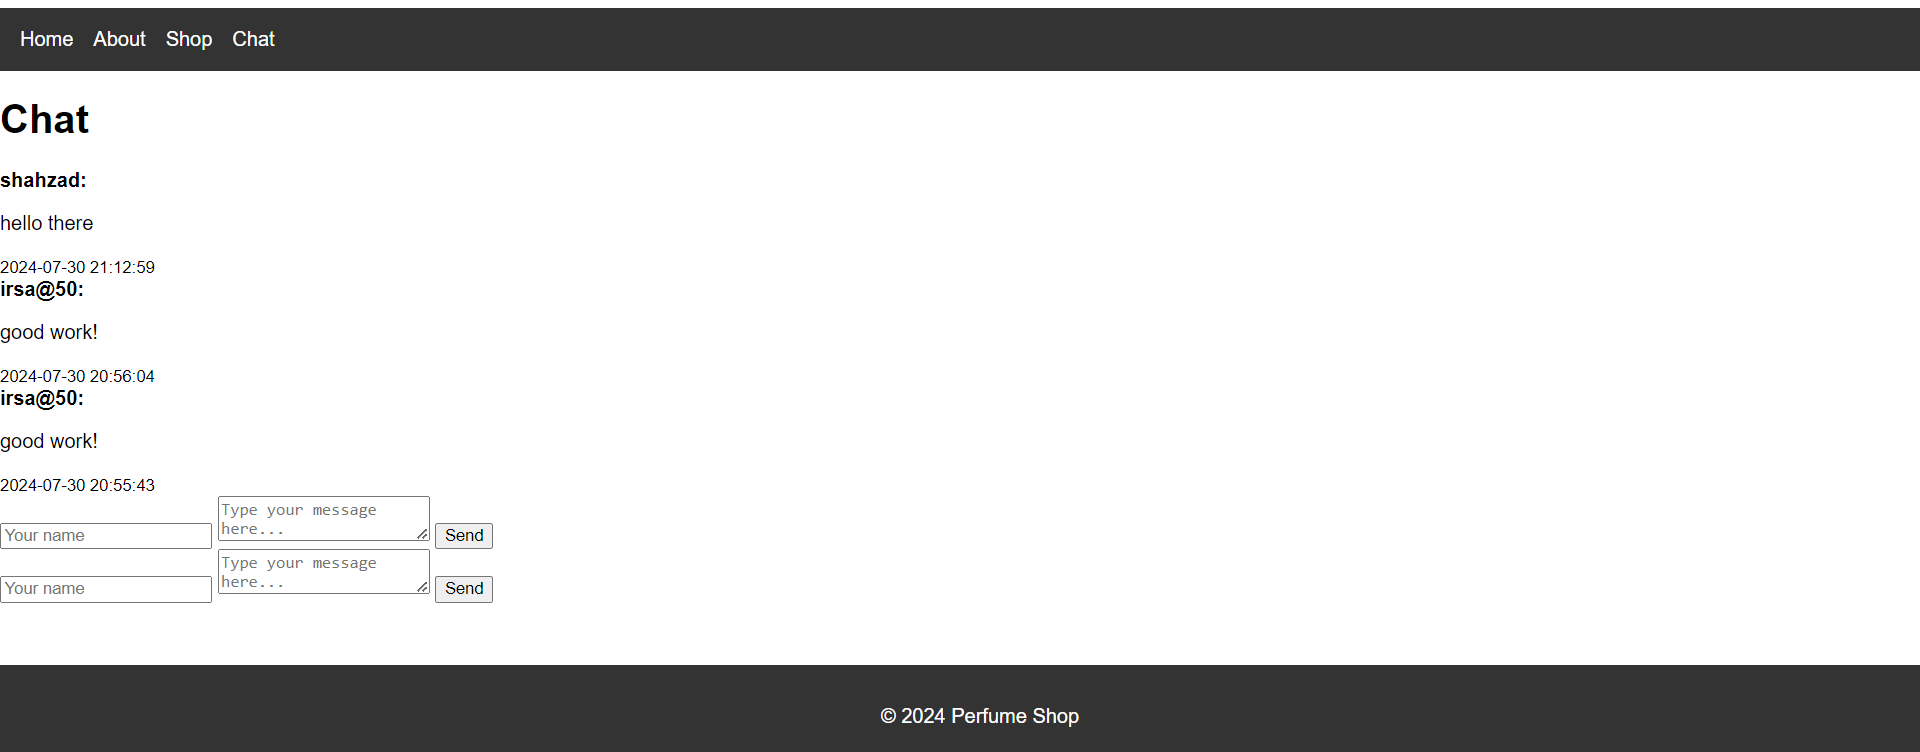 Home About Shop Chat
Chat
shahzad:
hello there
2024-07-30 21:12:59
irsa@50:
good work!
2024-07-30 20:56:04
irsa@50:
good work!
2024-07-30 20:55:43
Type your message
Your name here... Send
Type your message
Your name here... Send
© 2024 Perfume Shop